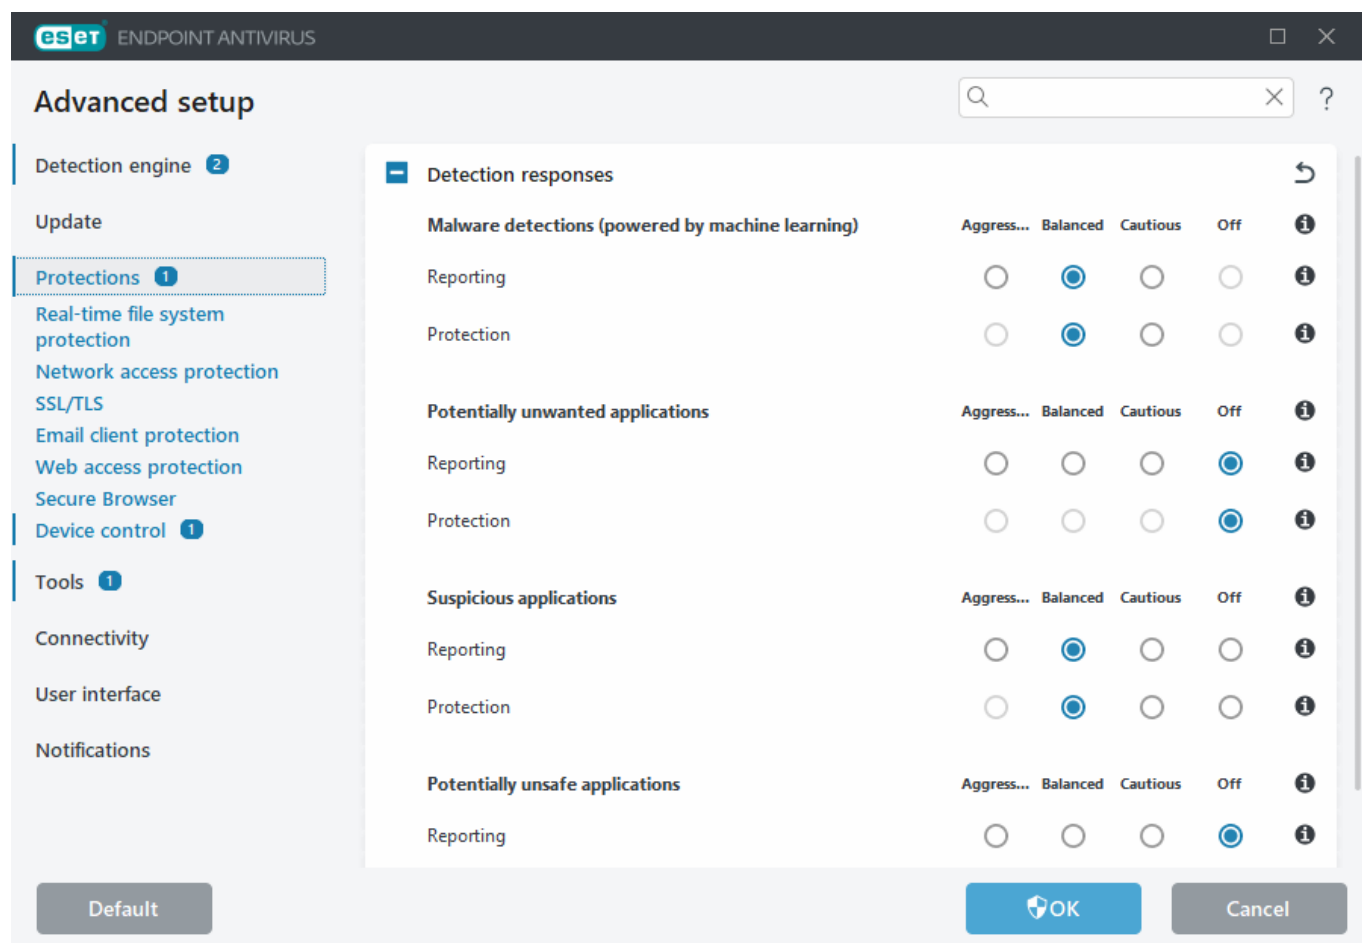 eset ENDPOINT ANTIVIRUS
Advanced setup
?
Detection engine 2
Update
Protections 1
Real-time file system
protection
Network access protection
SSL/TLS
Email client protection
Web access protection
Secure Browser
Device control 1
Tools 1
Connectivity
User interface
Notifications
Detection responses
Malware detections (powered by machine learning) Aggress... Balanced Cautious Off
Reporting
Protection
Potentially unwanted applications Aggress... Balanced Cautious Off
Reporting
Protection
Suspicious applications Aggress... Balanced Cautious Off
Reporting
Protection
Potentially unsafe applications Aggress... Balanced Cautious Off
Reporting
Default
OK
Cancel